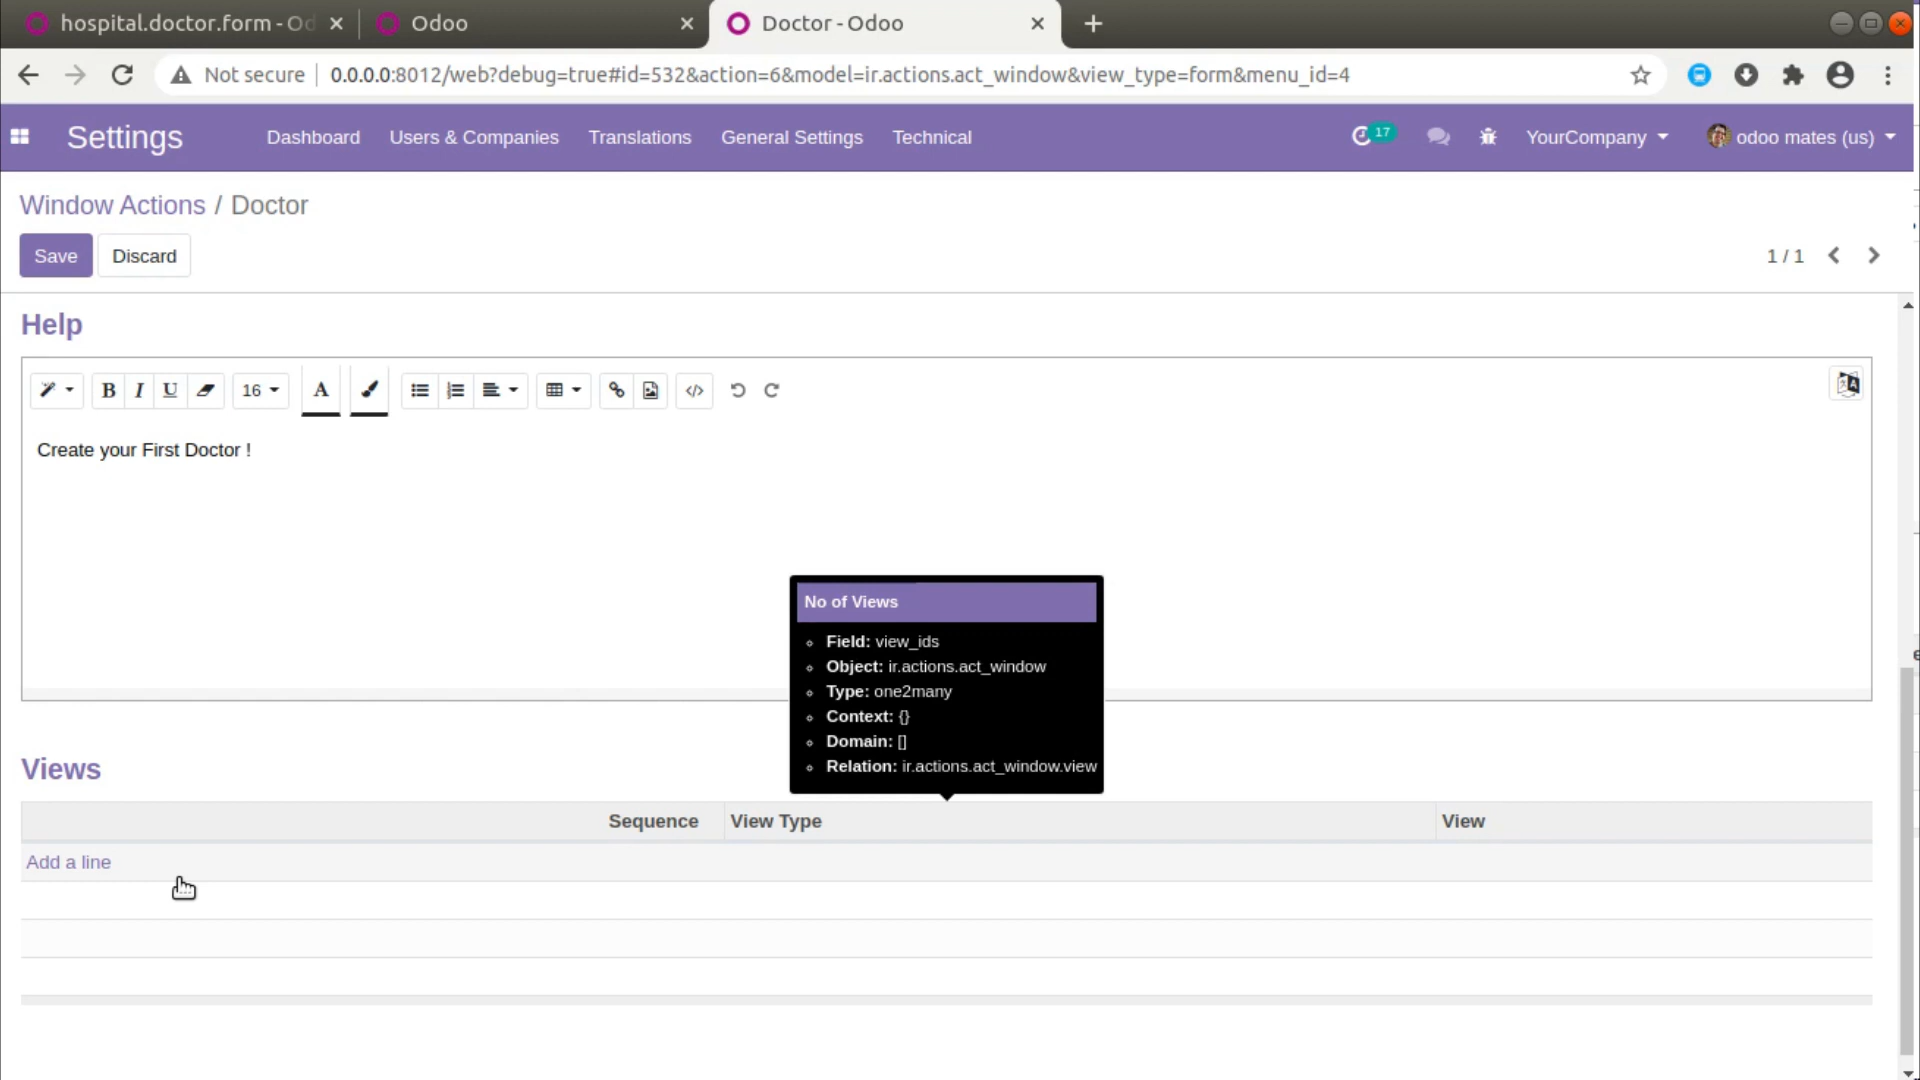 hospital.doctor.form - Od
Odoo
Doctor - Odoo
Not secure
0.0.0.0:8012/web?debug=true#id=532&action=6&model=ir.actions.act_window&view_type=form&menu_id=4
Settings
Dashboard
Users & Companies
Translations
General Settings
Technical
17
YourCompany
odoo mates (us)
Window Actions / Doctor
Save
Discard
1 / 1
Help
B I U
16
A
Create your First Doctor !
No of Views
Field: view_ids
Object: ir.actions.act_window
Type: one2many
Context: {}
Domain: []
Relation: ir.actions.act_window.view
Views
Sequence
View Type
View
Add a line